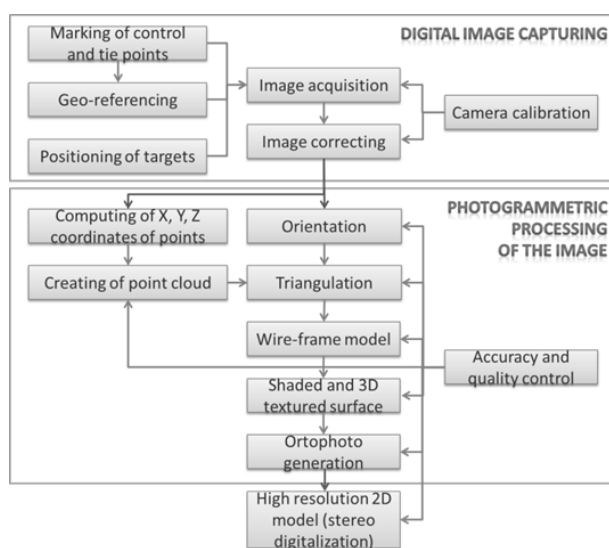 DIGITAL IMAGE CAPTURING
Marking of control
and tie points
Geo-referencing
Positioning of targets
Image acquisition
Image correcting
Camera calibration
PHOTOGRAMMETRIC
PROCESSING
OF THE IMAGE
Computing of X, Y, Z
coordinates of points
Creating of point cloud
Orientation
Triangulation
Wire-frame model
Shaded and 3D
textured surface
Ortophoto
generation
Accuracy and
quality control
High resolution 2D
model (stereo
digitalization)